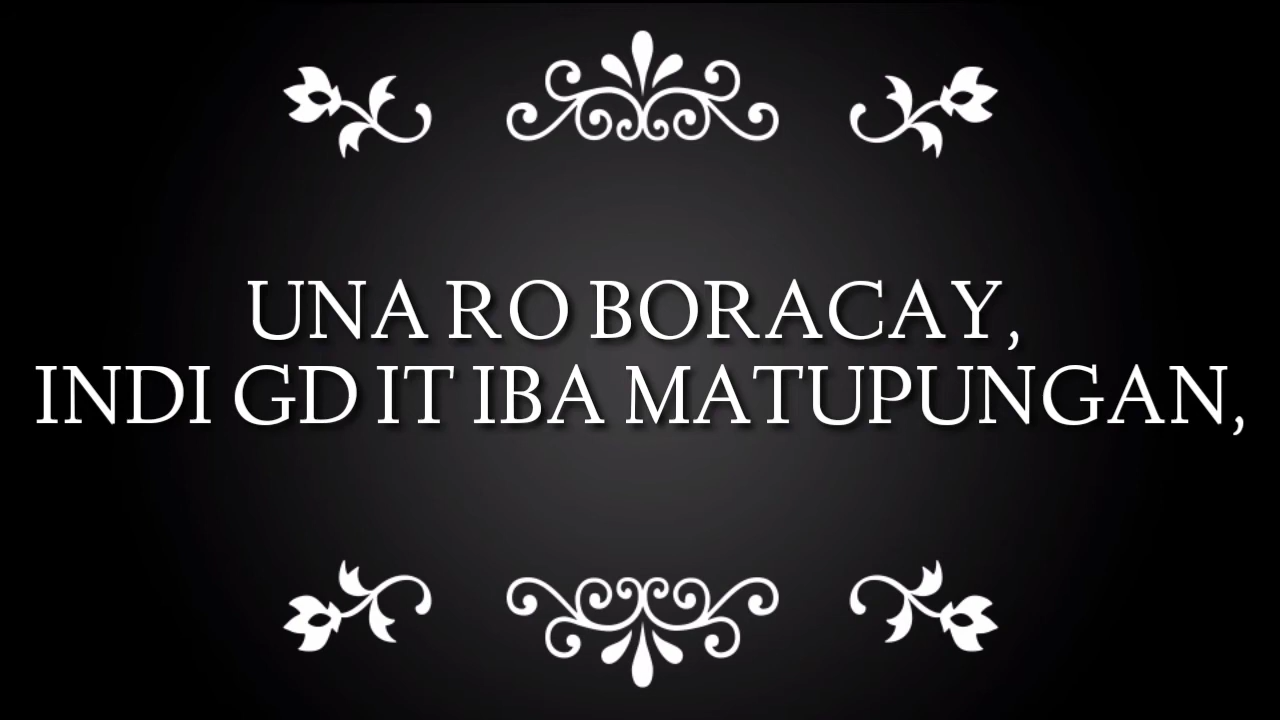 UNA RO BORACAY,
INDI GD IT IBA MATUPUNGAN,